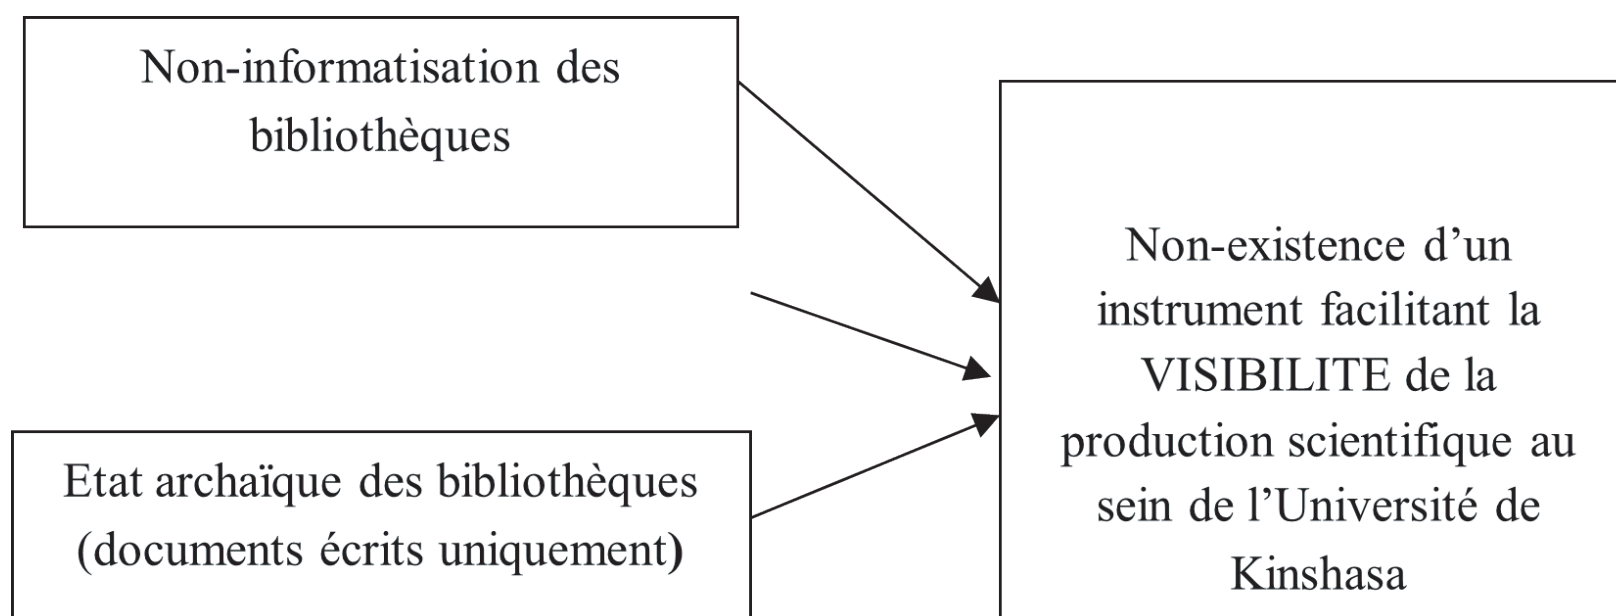 Non-informatisation des
bibliothèques
Etat archaïque des bibliothèques
(documents écrits uniquement)
Non-existence d’un
instrument facilitant la
VISIBILITE de la
production scientifique au
sein de l’Université de
Kinshasa